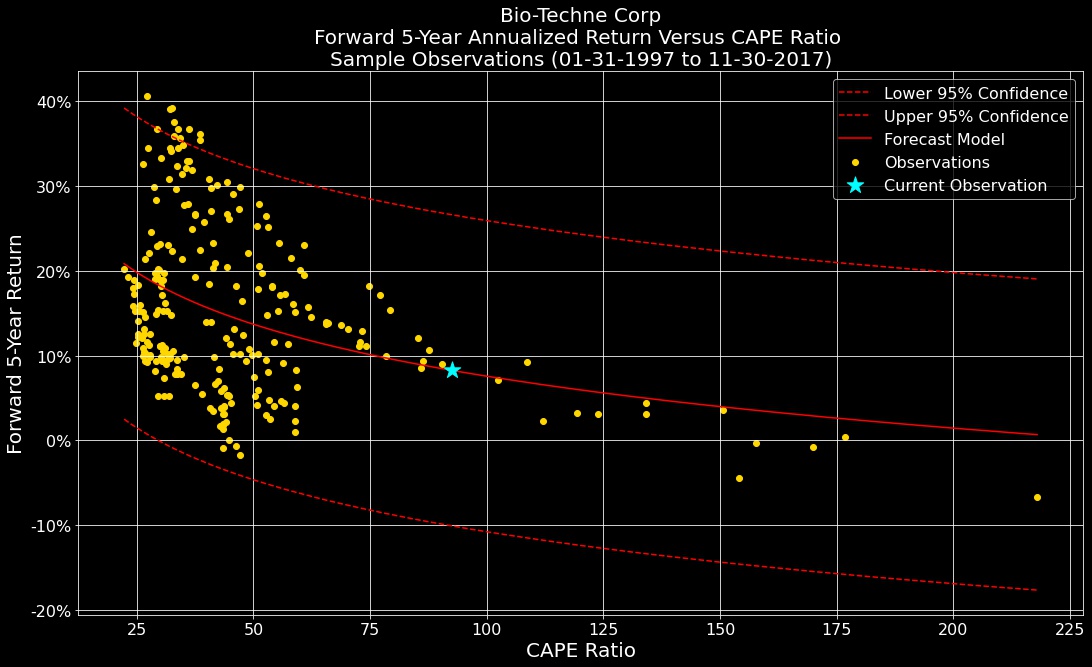 Bio-Techne Corp
Forward 5-Year Annualized Return Versus CAPE Ratio
Sample Observations (01-31-1997 to 11-30-2017)
Lower 95% Confidence
Upper 95% Confidence
Forecast Model
Observations
Current Observation
Forward 5-Year Return
40%
30%
20%
10%
0%
-10%
-20%
25 50 75 100 125 150 175 200 225
CAPE Ratio